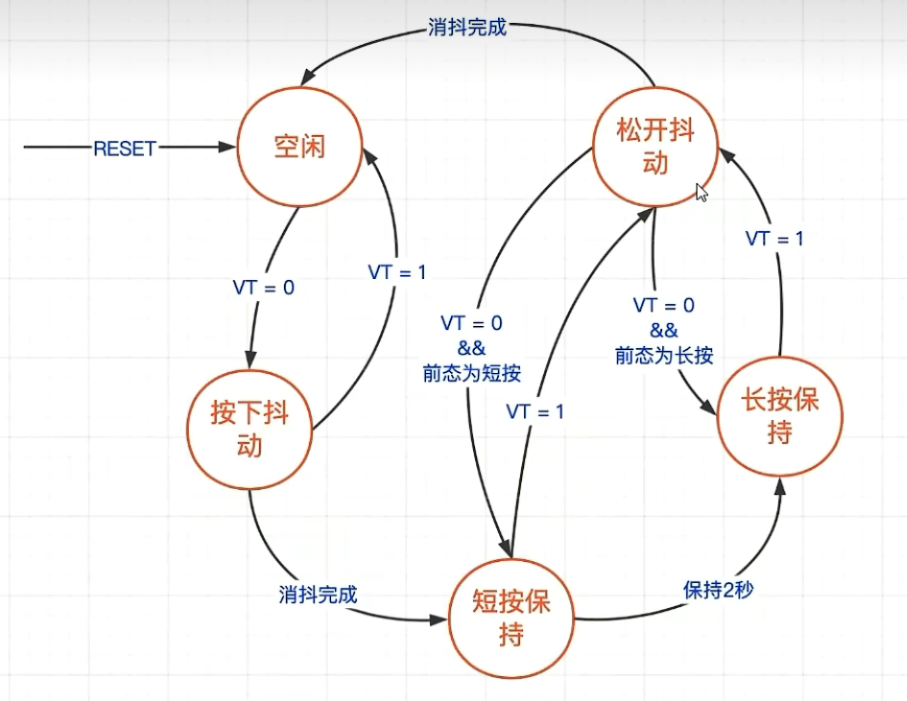 消抖完成
RESET
空闲
松开抖
动
VT = 0
VT = 1
VT = 1
VT = 0
&&
前态为短按
VT = 0
&&
前态为长按
VT = 1
按下抖
动
长按保
持
消抖完成
短按保
持
保持2秒